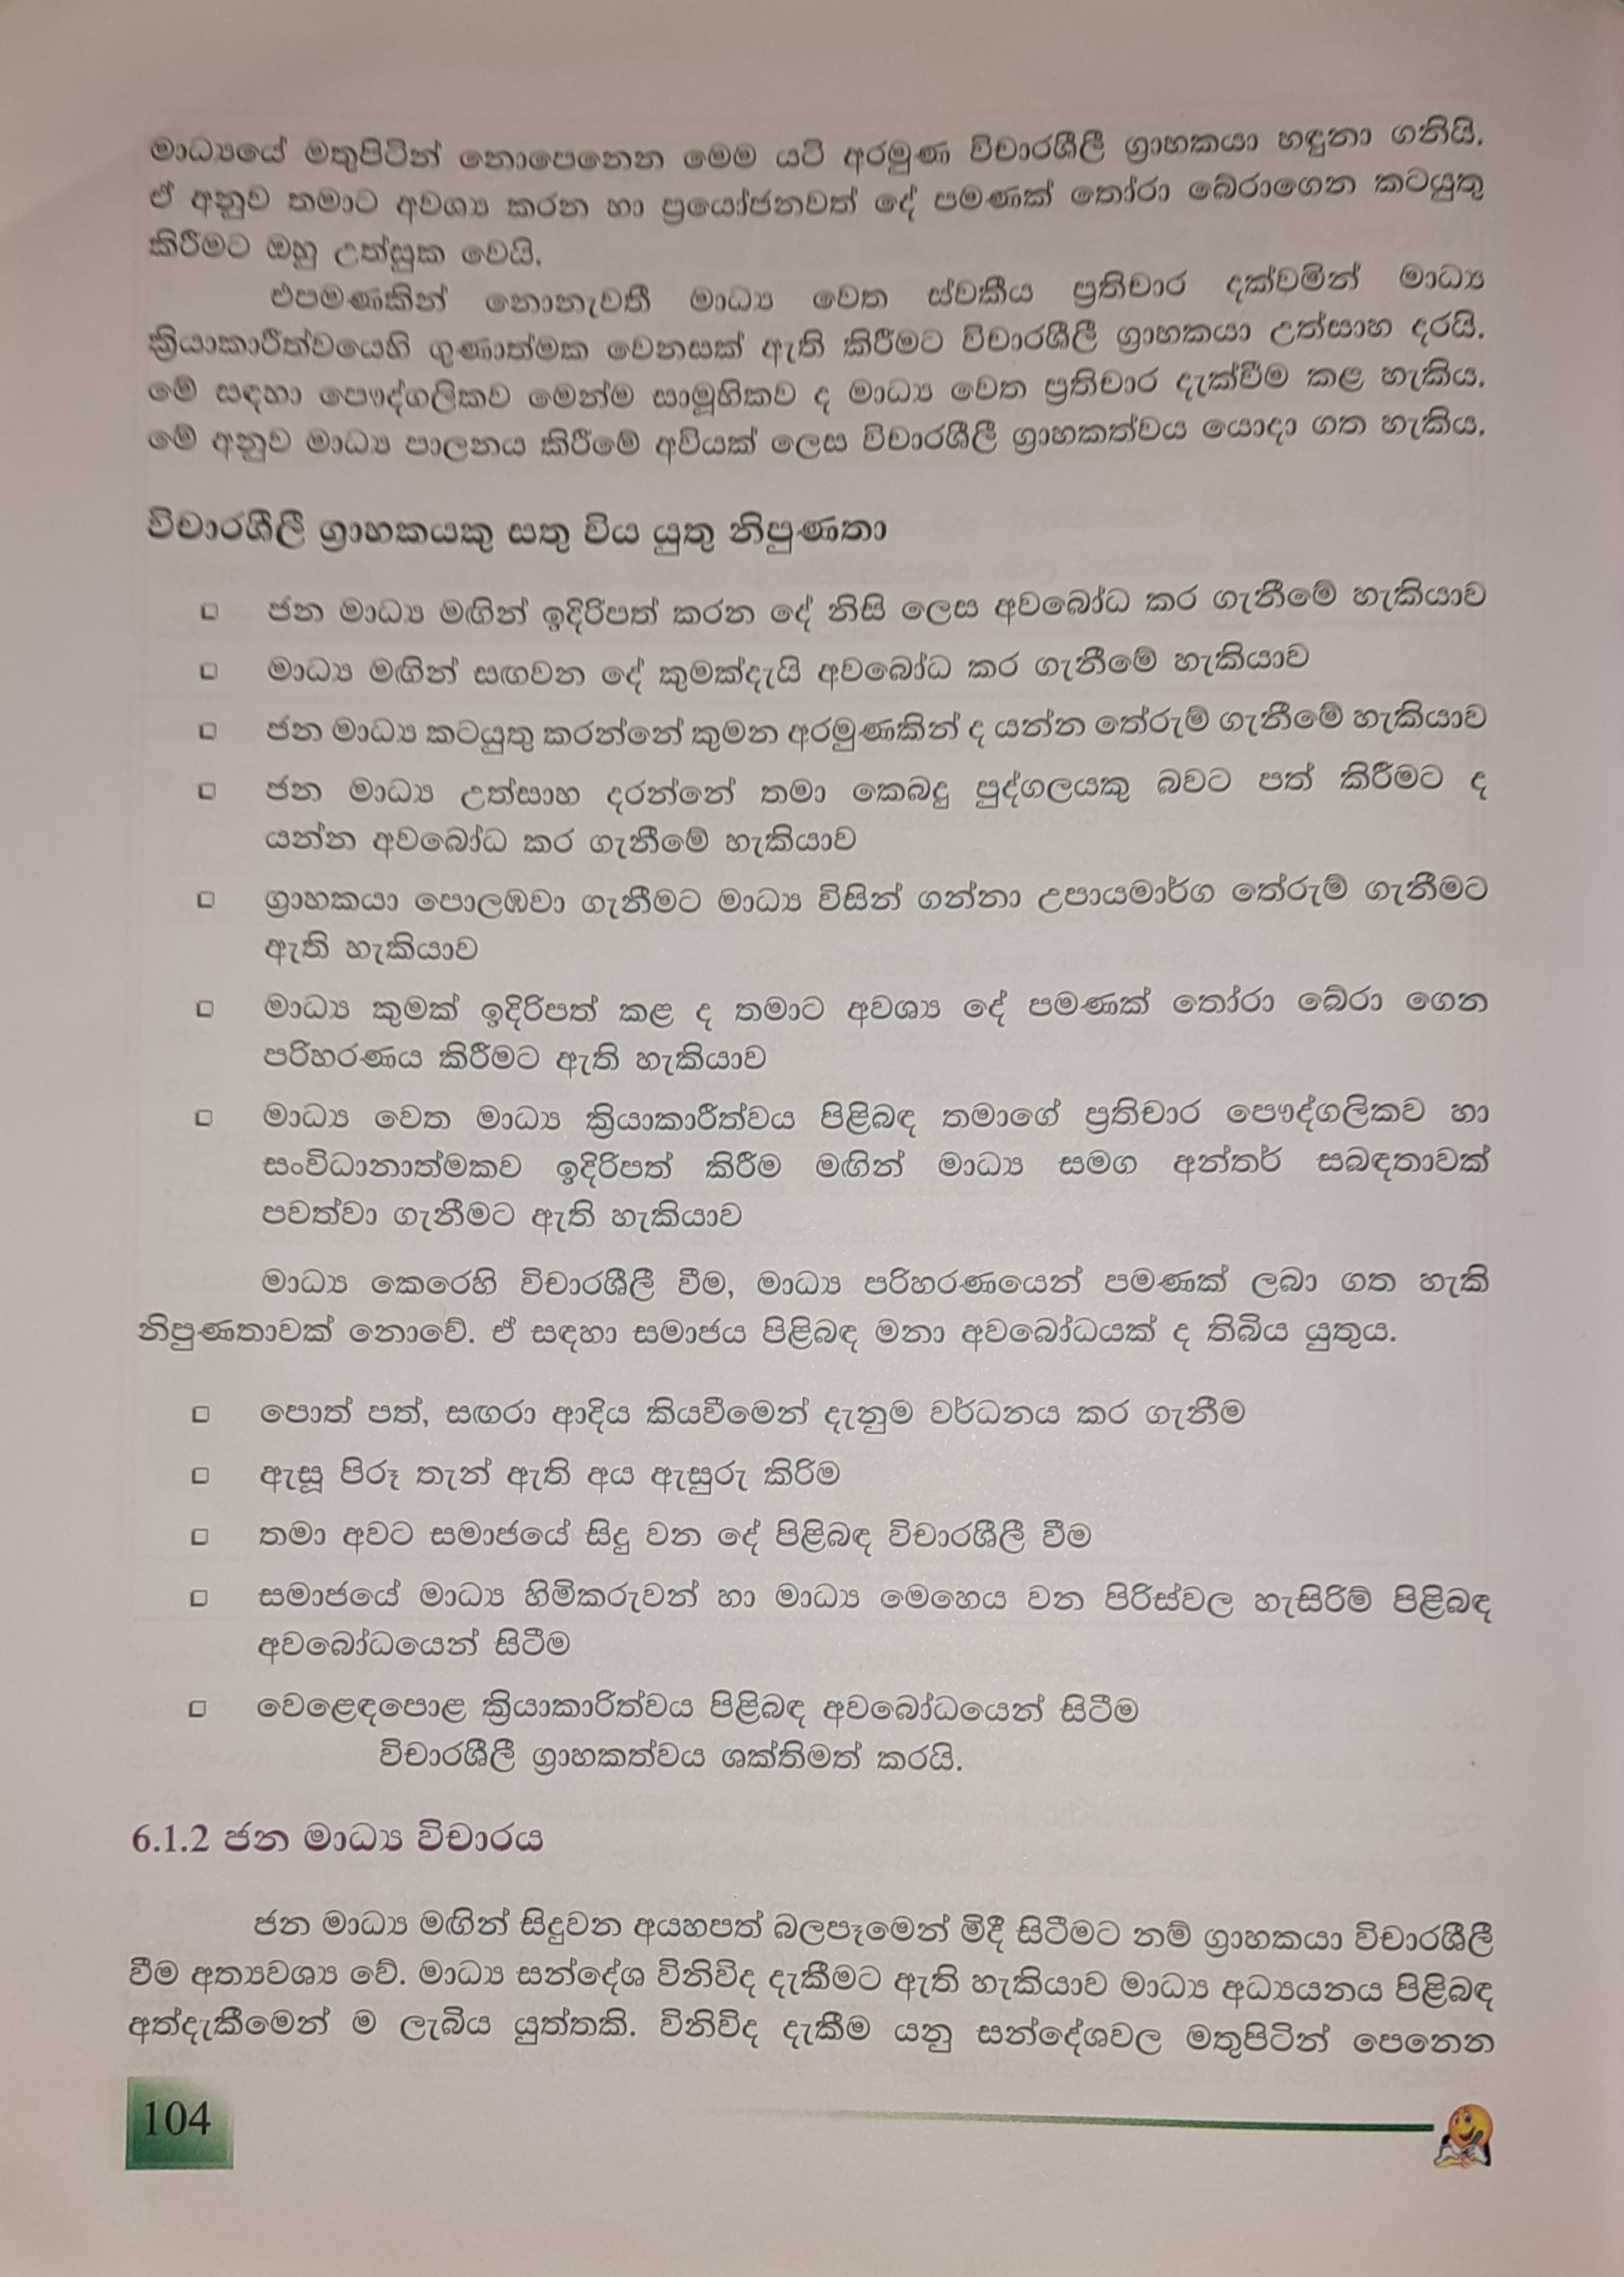 මාධ්‍යයේ මතුපිටින් නොපෙනෙන මෙම යටි අරමුණ විචාරශීලී ග්‍රාහකයා හඳුනා ගනියි.
ඒ අනුව තමාට අවශ්‍ය කරන හා ප්‍රයෝජනවත් දේ පමණක් තෝරා බේරාගෙන කටයුතු
කිරීමට ඔහු උත්සුක වෙයි.
එපමණකින් නොනැවතී මාධ්‍ය වෙත ස්වකීය ප්‍රතිචාර දක්වමින් මාධ්‍ය
ක්‍රියාකාරීත්වයෙහි ගුණාත්මක වෙනසක් ඇති කිරීමට විචාරශීලී ග්‍රාහකයා උත්සාහ දරයි.
මේ සඳහා පෞද්ගලිකව මෙන්ම සාමූහිකව ද මාධ්‍ය වෙත ප්‍රතිචාර දැක්වීම කළ හැකිය.
මේ අනුව මාධ්‍ය පාලනය කිරීමේ අවියක් ලෙස විචාරශීලී ග්‍රාහකත්වය යොදා ගත හැකිය.
විචාරශීලී ග්‍රාහකයකු සතු විය යුතු නිපුණතා
□ ජන මාධ්‍ය මඟින් ඉදිරිපත් කරන දේ නිසි ලෙස අවබෝධ කර ගැනීමේ හැකියාව
□ මාධ්‍ය මඟින් සඟවන දේ කුමක්දැයි අවබෝධ කර ගැනීමේ හැකියාව
□ ජන මාධ්‍ය කටයුතු කරන්නේ කුමන අරමුණකින් ද යන්න තේරුම් ගැනීමේ හැකියාව
□ ජන මාධ්‍ය උත්සාහ දරන්නේ තමා කෙබදු පුද්ගලයකු බවට පත් කිරීමට ද
යන්න අවබෝධ කර ගැනීමේ හැකියාව
□ ග්‍රාහකයා පොලඹවා ගැනීමට මාධ්‍ය විසින් ගන්නා උපායමාර්ග තේරුම් ගැනීමට
ඇති හැකියාව
□ මාධ්‍ය කුමක් ඉදිරිපත් කළ ද තමාට අවශ්‍ය දේ පමණක් තෝරා බේරා ගෙන
පරිහරණය කිරීමට ඇති හැකියාව
□ මාධ්‍ය වෙත මාධ්‍ය ක්‍රියාකාරීත්වය පිළිබඳ තමාගේ ප්‍රතිචාර පෞද්ගලිකව හා
සංවිධානාත්මකව ඉදිරිපත් කිරීම මඟින් මාධ්‍ය සමග අන්තර් සබඳතාවක්
පවත්වා ගැනීමට ඇති හැකියාව
මාධ්‍ය කෙරෙහි විචාරශීලී වීම, මාධ්‍ය පරිහරණයෙන් පමණක් ලබා ගත හැකි
නිපුණතාවක් නොවේ. ඒ සඳහා සමාජය පිළිබඳ මනා අවබෝධයක් ද තිබිය යුතුය.
□ පොත් පත්, සඟරා ආදිය කියවීමෙන් දැනුම වර්ධනය කර ගැනීම
□ ඇසූ පිරූ තැන් ඇති අය ඇසුරු කිරිම
□ තමා අවට සමාජයේ සිදු වන දේ පිළිබඳ විචාරශීලී වීම
□ සමාජයේ මාධ්‍ය හිමිකරුවන් හා මාධ්‍ය මෙහෙය වන පිරිස්වල හැසිරීම් පිළිබඳ
අවබෝධයෙන් සිටීම
□ වෙළෙඳපොළ ක්‍රියාකාරිත්වය පිළිබඳ අවබෝධයෙන් සිටීම
විචාරශීලී ග්‍රාහකත්වය ශක්තිමත් කරයි.
6.1.2 ජන මාධ්‍ය විචාරය
ජන මාධ්‍ය මඟින් සිදුවන අයහපත් බලපෑමෙන් මිදී සිටීමට නම් ග්‍රාහකයා විචාරශීලී
වීම අත්‍යවශ්‍ය වේ. මාධ්‍ය සන්දේශ විනිවිද දැකීමට ඇති හැකියාව මාධ්‍ය අධ්‍යයනය පිළිබඳ
අත්දැකීමෙන් ම ලැබිය යුත්තකි. විනිවිද දැකීම යනු සන්දේශවල මතුපිටින් පෙනෙන
104